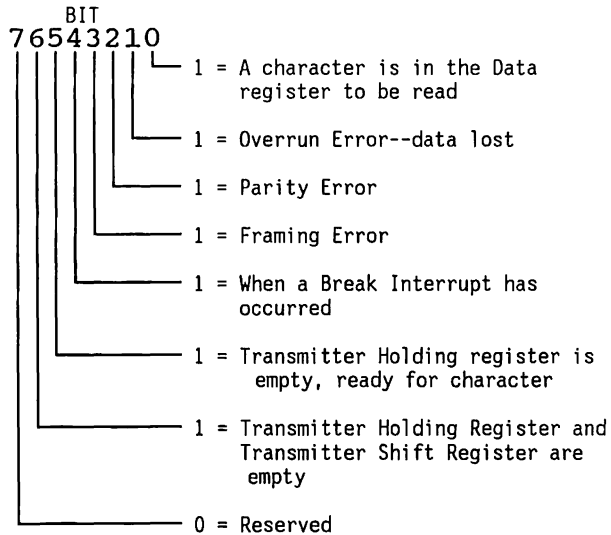 BIT
76543210
1 = A character is in the Data
register to be read
1 = Overrun Error--data lost
1 = Parity Error
1 = Framing Error
1 = When a Break Interrupt has
occurred
1 = Transmitter Holding register is
empty, ready for character
1 = Transmitter Holding Register and
Transmitter Shift Register are
empty
0 = Reserved